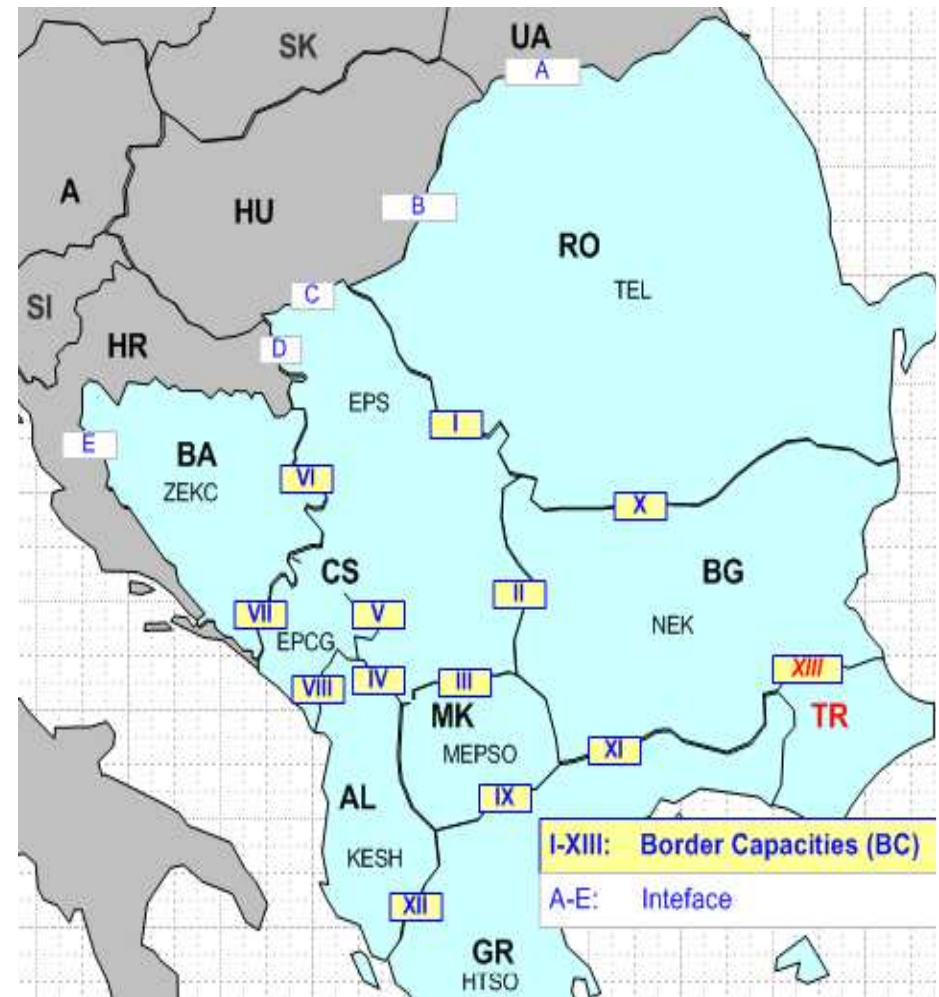 SK
UA
A
A
HU
B
RO
TEL
SI
C
HR
D
EPS
I
E
BA
ZEKC
VI
X
CS
BG
II
VII
V
NEK
EPCG
VIII
IV
III
XIII
MK
TR
MEPSO
XI
AL
IX
KESH
I-XIII: Border Capacities (BC)
A-E: Inteface
XII
GR
HTSO